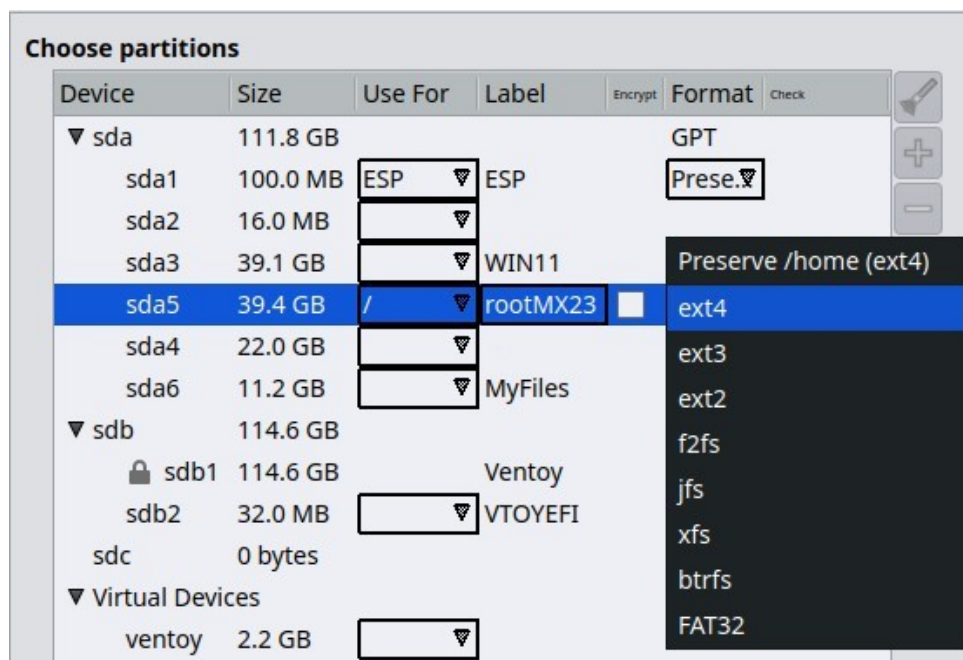 Choose partitions
Device Size Use For Label Encrypt Format Check
sda 111.8 GB GPT
sda1 100.0 MB ESP ESP Prese..
sda2 16.0 MB
sda3 39.1 GB WIN11 Preserve /home (ext4)
sda5 39.4 GB / rootMX23 ext4
sda4 22.0 GB ext3
sda6 11.2 GB MyFiles ext2
sdb 114.6 GB f2fs
sdb1 114.6 GB Ventoy jfs
sdb2 32.0 MB VTOYEFI xfs
sdc 0 bytes btrfs
Virtual Devices
ventoy 2.2 GB FAT32